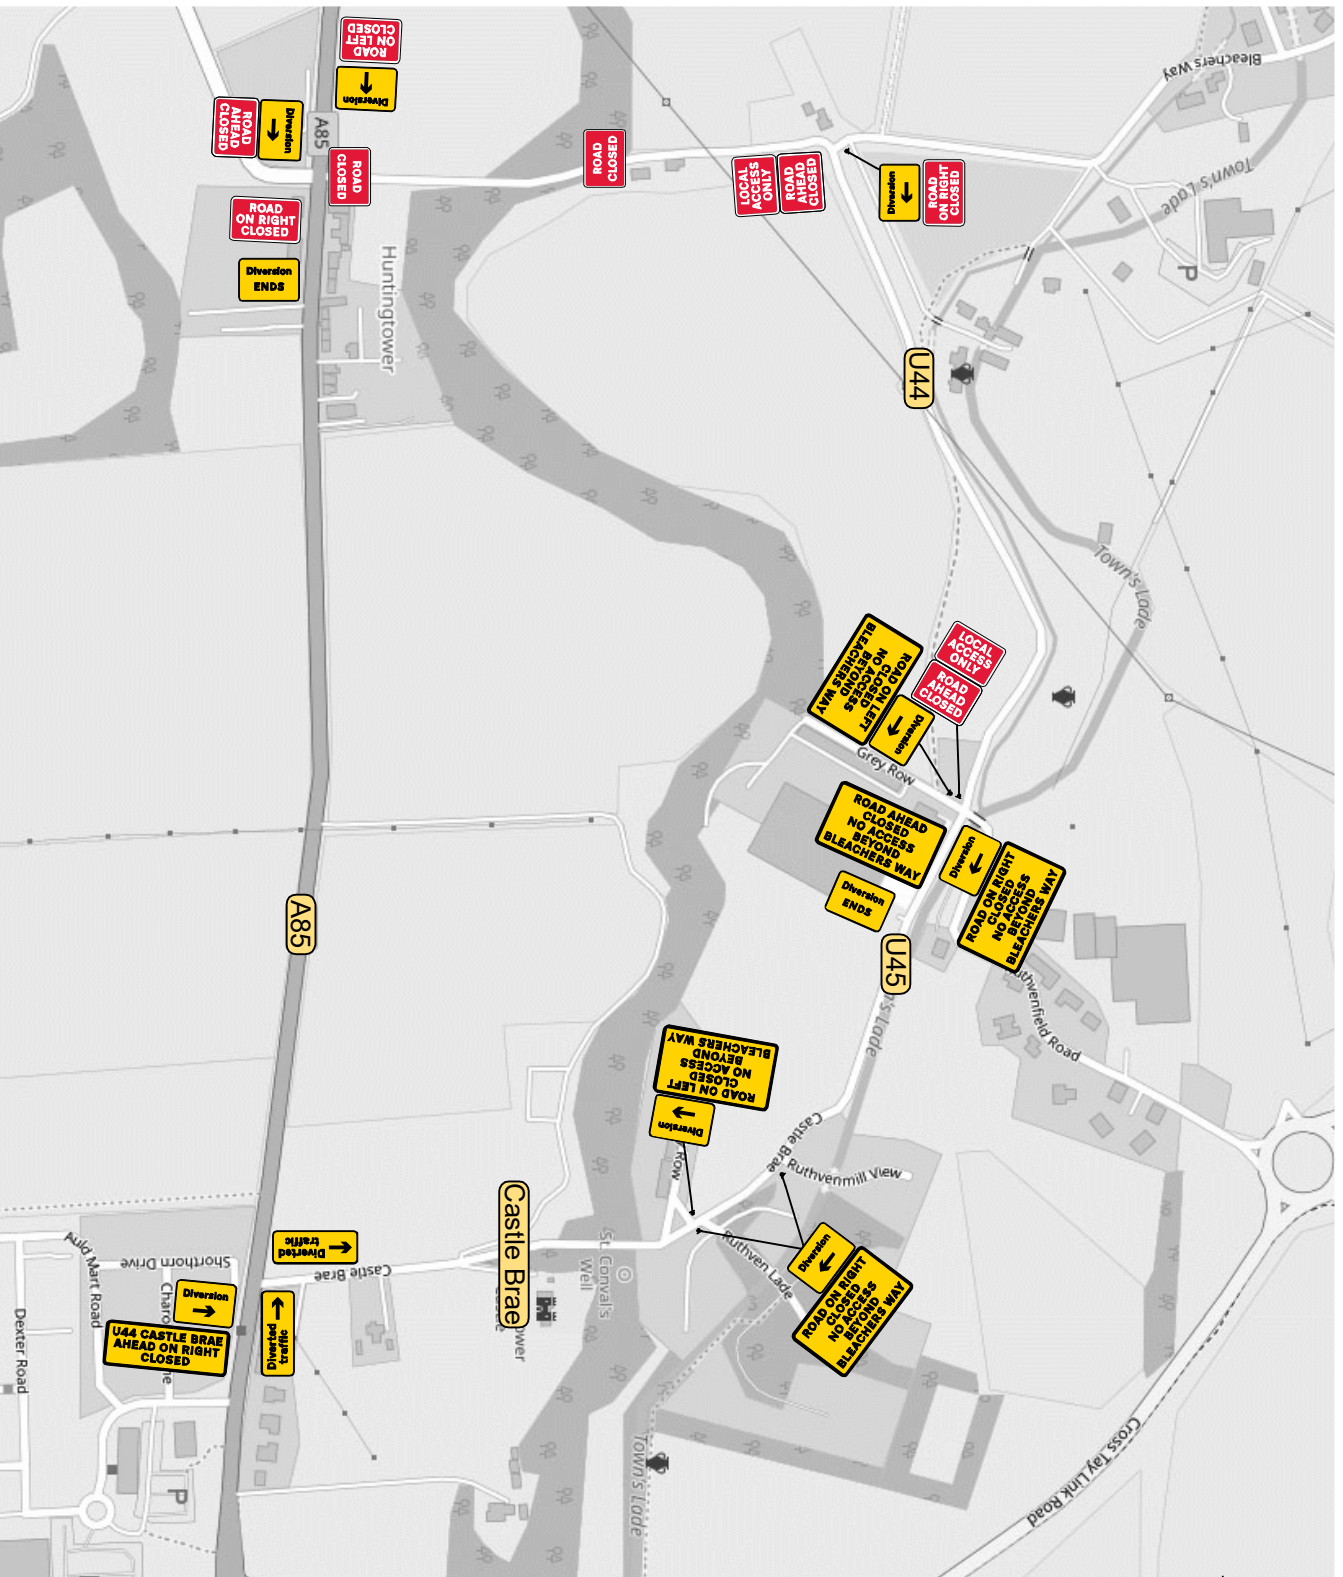 ROAD
ON LEFT
CLOSED
Diversion
A85
ROAD
AHEAD
CLOSED
Diversion
ROAD
CLOSED
ROAD
ON RIGHT
CLOSED
Diversion
ENDS
Huntingtower
ROAD
CLOSED
LOCAL
ACCESS
ONLY
ROAD
AHEAD
CLOSED
Diversion
ROAD
ON RIGHT
CLOSED
Bleachers Way
Town's Lade
P
U44
Town's Lade
LOCAL
ACCESS
ONLY
ROAD
AHEAD
CLOSED
ROAD ON LEFT
CLOSED
NO ACCESS
BEYOND
BLEACHERS WAY
Diversion
Grey Row
ROAD AHEAD
CLOSED
NO ACCESS
BEYOND
BLEACHERS WAY
Diversion
ENDS
Diversion
ROAD ON RIGHT
CLOSED
NO ACCESS
BEYOND
BLEACHERS WAY
A85
U45
n's Lade
uthvenfield Road
ROAD ON LEFT
CLOSED
NO ACCESS
BEYOND
BLEACHERS WAY
Diversion
Row
Castle Brae
Ruthvenmill View
Ruthven Lade
Diversion
ROAD ON RIGHT
CLOSED
NO ACCESS
BEYOND
BLEACHERS WAY
Castle Brae
St. Conval's
Well
ower
Castle Brae
Diverted
traffic
Diverted
traffic
Shorthorn Drive
Auld Mart Road
Charo
ne
Dexter Road
Diversion
U44 CASTLE BRAE
AHEAD ON RIGHT
CLOSED
P
Town's Lade
Cross Tay Link Road